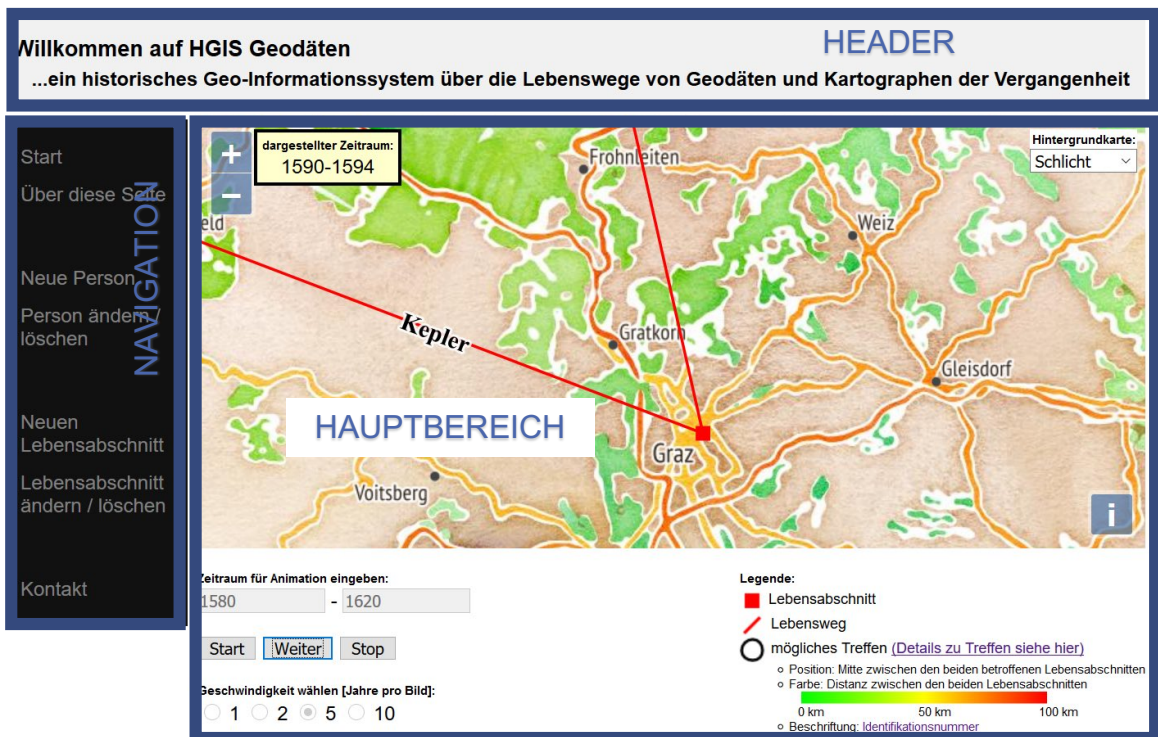 Willkommen auf HGIS Geodäten
HEADER
...ein historisches Geo-Informationssystem über die Lebenswege von Geodäten und Kartographen der Vergangenheit
Start
Über diese Seite
Neue Person
Person ändern /
löschen
Neuen
Lebensabschnitt
Lebensabschnitt
ändern / löschen
Kontakt
NAVIGATION
+
−
dargestellter Zeitraum:
1590-1594
Hintergrundkarte:
Schlicht
Frohnleiten
Weiz
eld
Kepler
Gratkorn
Gleisdorf
HAUPTBEREICH
Graz
Voitsberg
i
Zeitraum für Animation eingeben:
1580 - 1620
Start Weiter Stop
Geschwindigkeit wählen [Jahre pro Bild]:
1 2 5 10
Legende:
Lebensabschnitt
Lebensweg
mögliches Treffen (Details zu Treffen siehe hier)
Position: Mitte zwischen den beiden betroffenen Lebensabschnitten
Farbe: Distanz zwischen den beiden Lebensabschnitten
0 km 50 km 100 km
Beschriftung: Identifikationsnummer